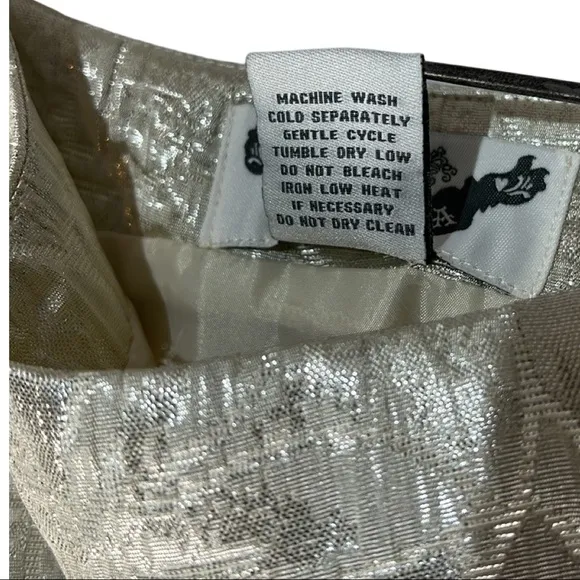 MACHINE WASH
COLD SEPARATELY
GENTLE CYCLE
TUMBLE DRY LOW
DO NOT BLEACH
IRON LOW HEAT
IF NECESSARY
DO NOT DRY CLEAN
A